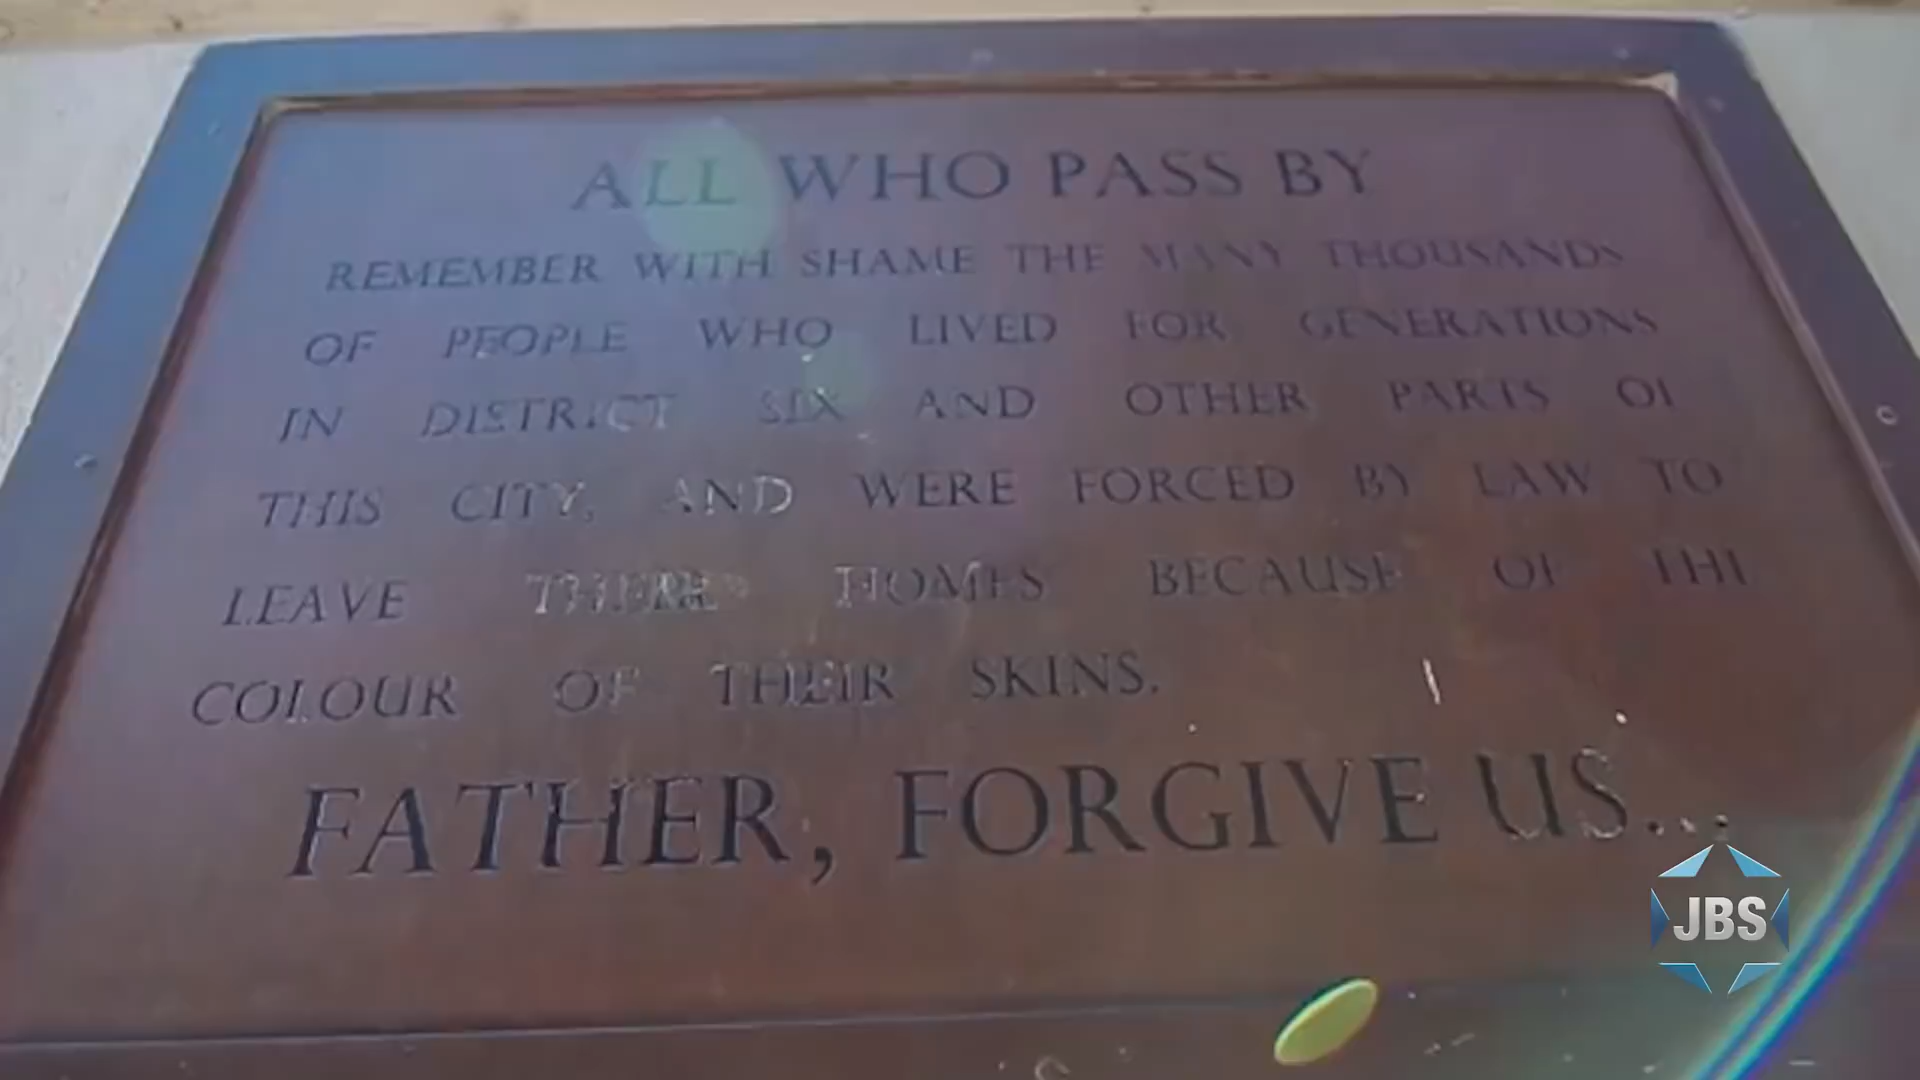 ALL WHO PASS BY
REMEMBER WITH SHAME THE MANY THOUSANDS
OF PEOPLE WHO LIVED FOR GENERATIONS
IN DISTRICT SIX AND OTHER PARTS OF
THIS CITY, AND WERE FORCED BY LAW TO
LEAVE THEIR HOMES BECAUSE OF THE
COLOUR OF THEIR SKINS.
FATHER, FORGIVE US...
JBS